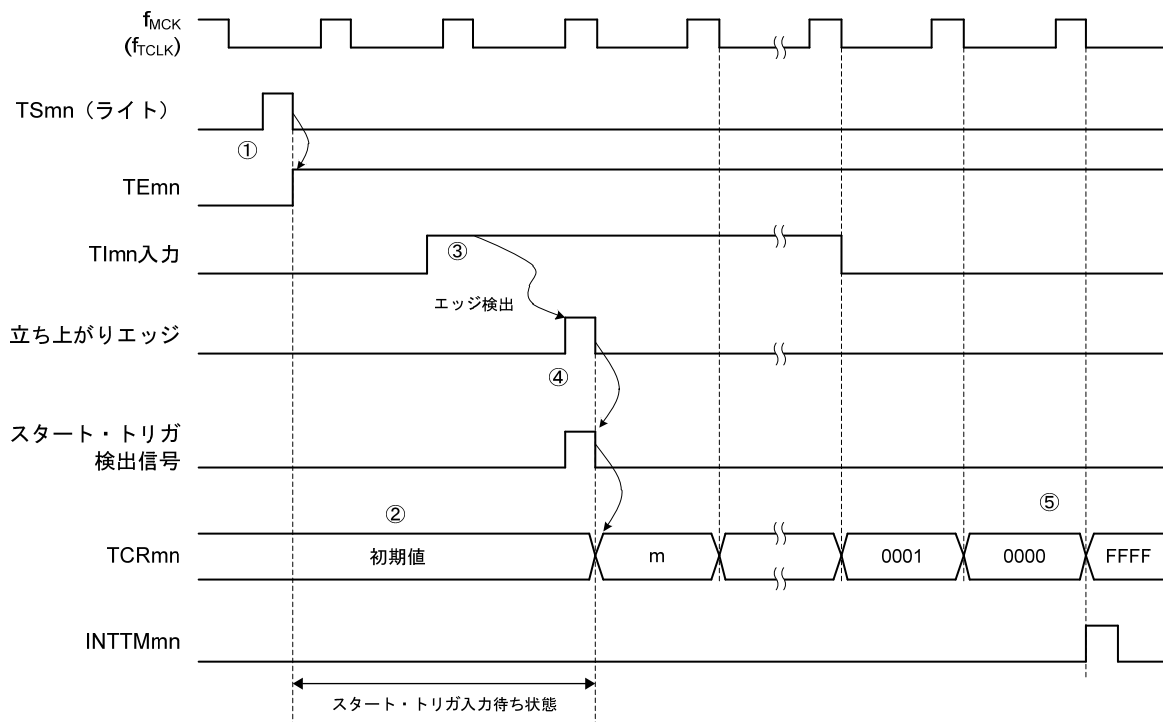 fMCK
(fTCLK)
TSmn（ライト）
①
TEmn
TImn入力
③
エッジ検出
立ち上がりエッジ
④
スタート・トリガ
検出信号
②
⑤
TCRmn
初期値
m
0001
0000
FFFF
INTTMmn
スタート・トリガ入力待ち状態